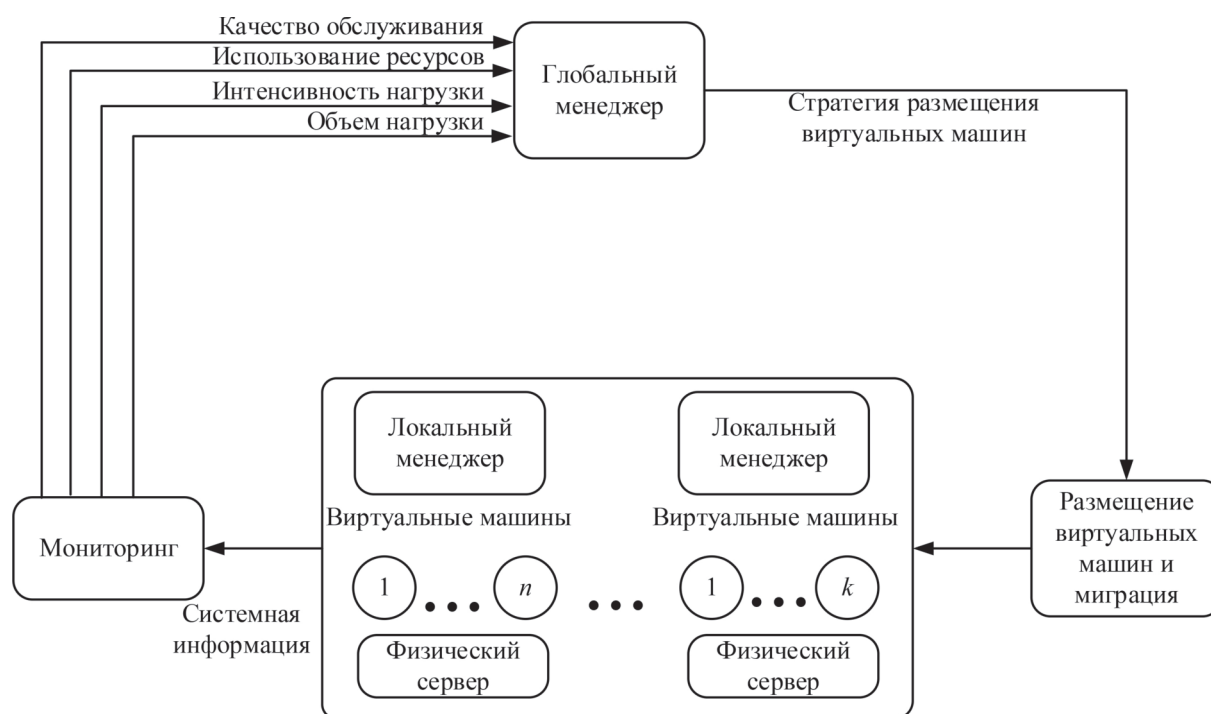 Качество обслуживания
Использование ресурсов
Интенсивность нагрузки
Объем нагрузки
Глобальный
менеджер
Стратегия размещения
виртуальных машин
Локальный
менеджер
Локальный
менеджер
Виртуальные машины
Виртуальные машины
1 ... n ... 1 ... k
Физический
сервер
Физический
сервер
Мониторинг
Системная
информация
Размещение
виртуальных
машин и
миграция